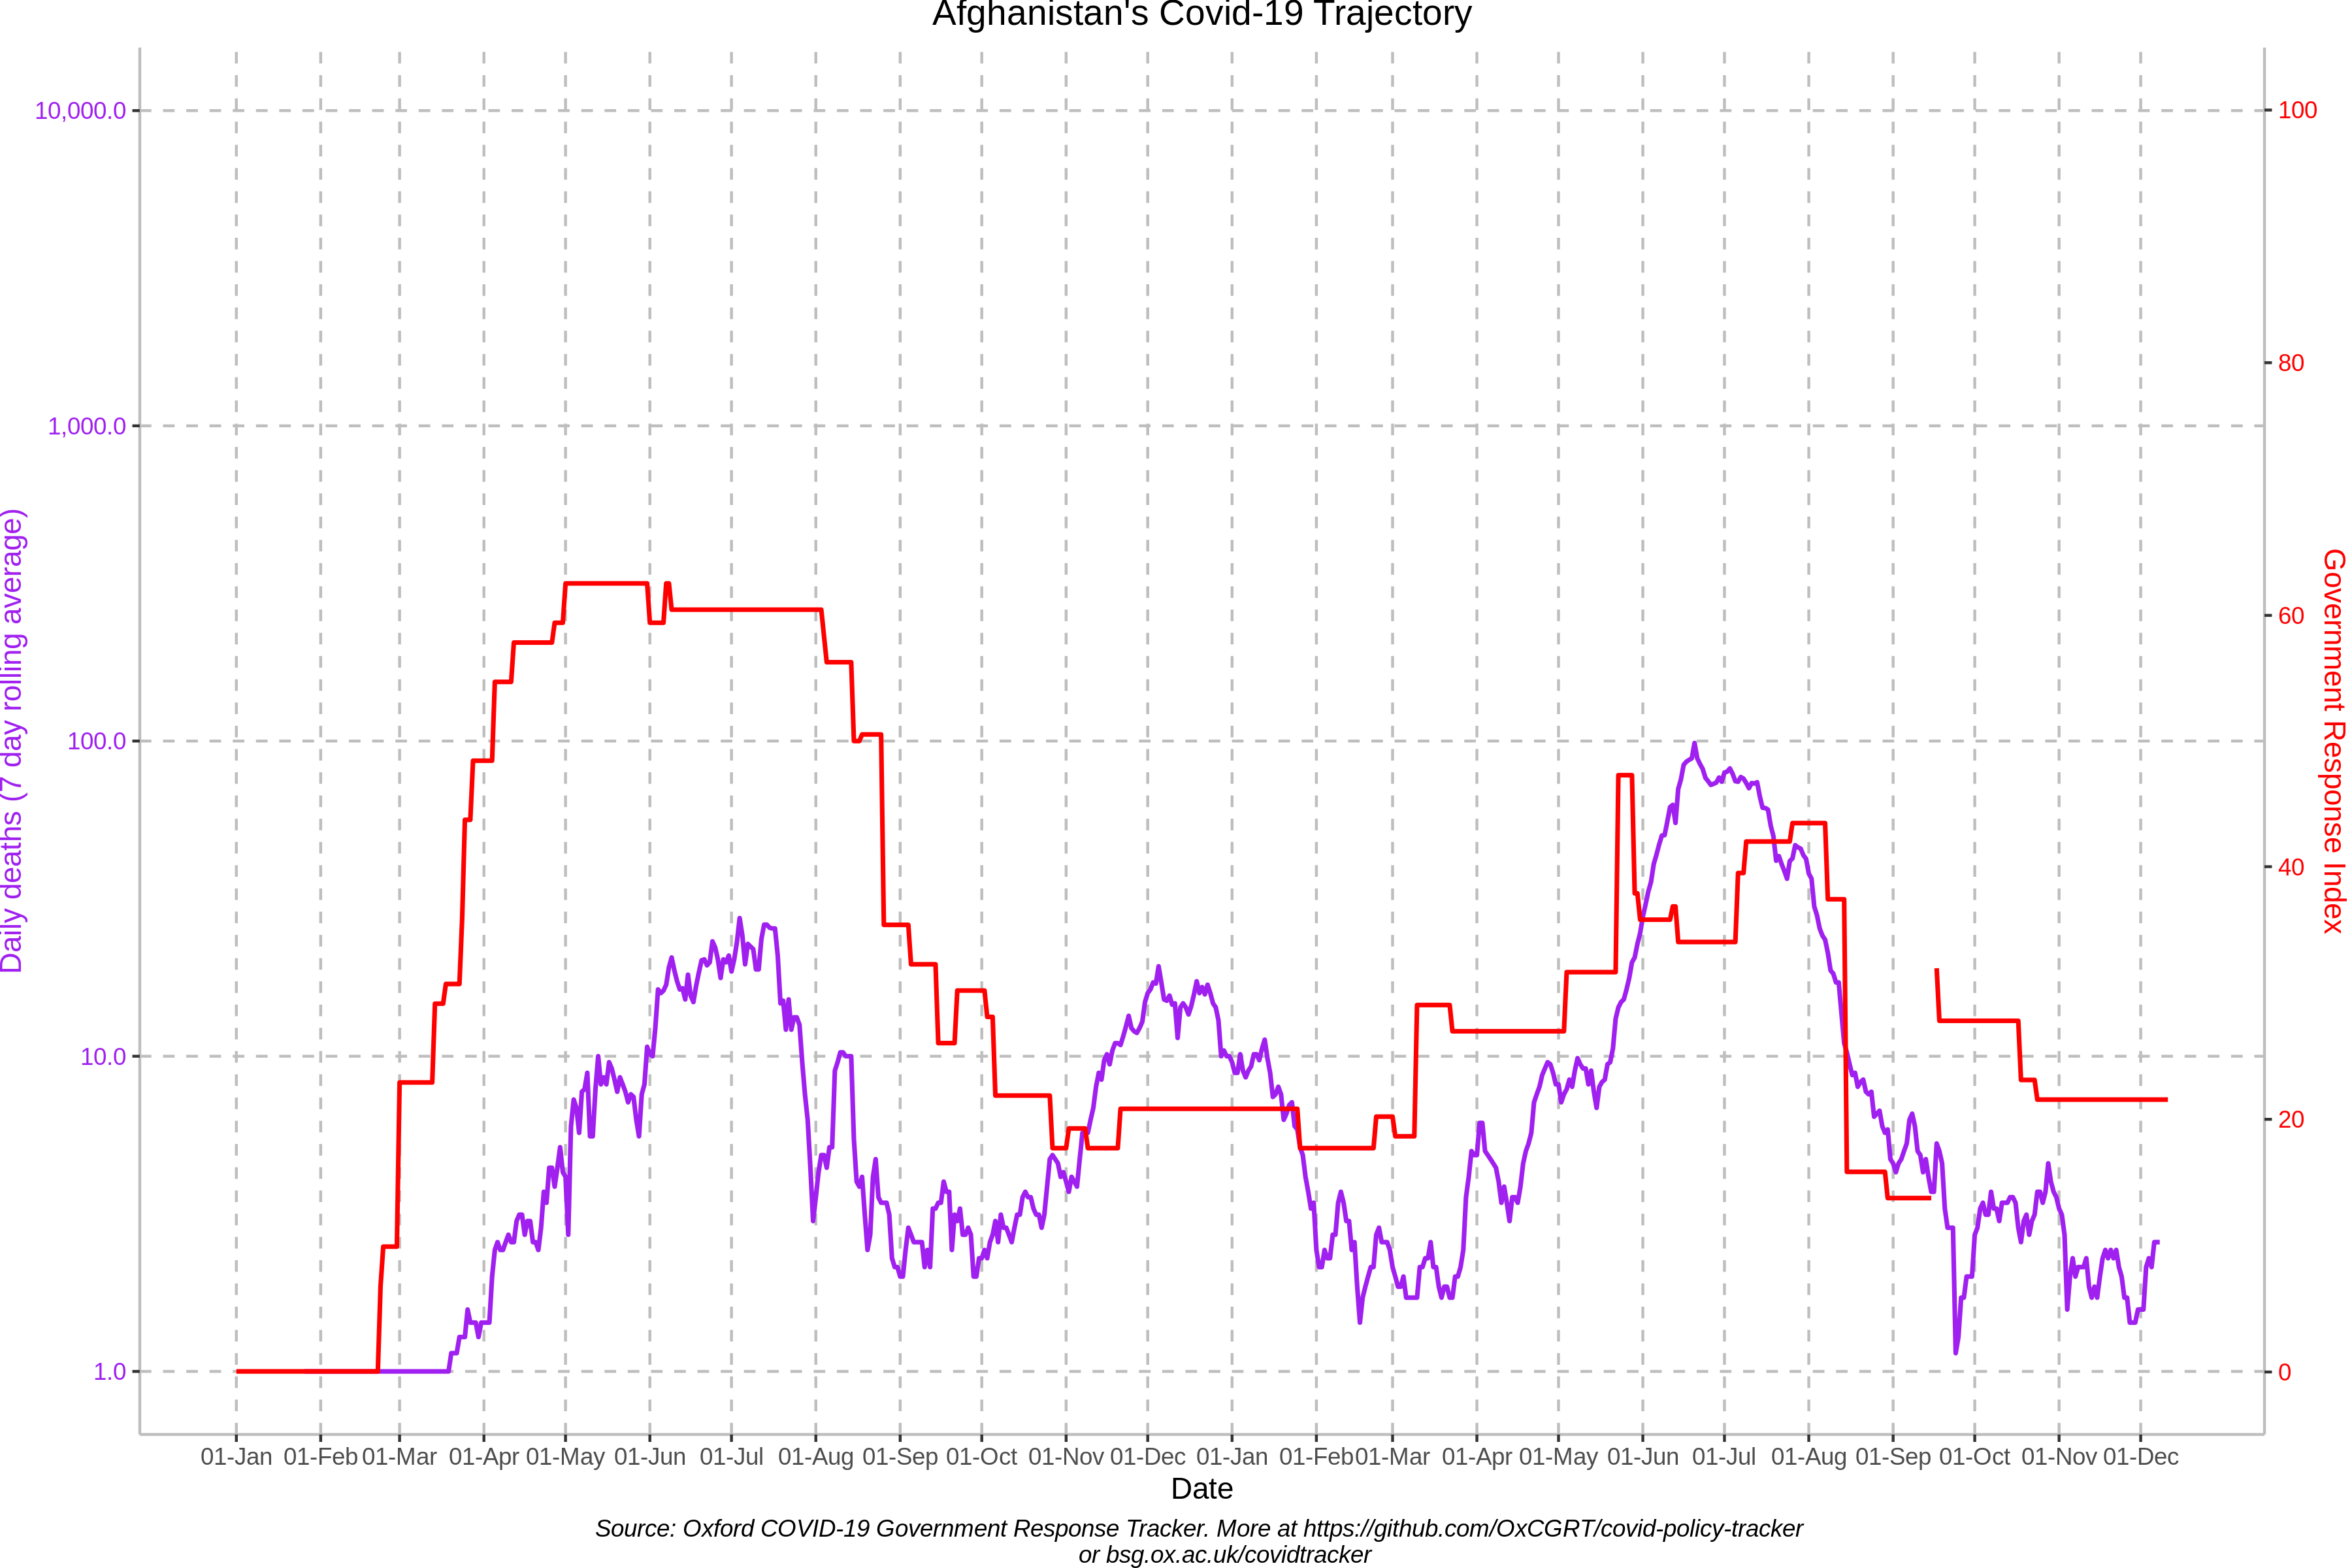 Afghanistan's Covid-19 Trajectory
10,000.0
1,000.0
100.0
10.0
1.0
Daily deaths (7 day rolling average)
100
80
60
40
20
0
Government Response Index
01-Jan 01-Feb 01-Mar 01-Apr 01-May 01-Jun 01-Jul 01-Aug 01-Sep 01-Oct 01-Nov 01-Dec 01-Jan 01-Feb 01-Mar 01-Apr 01-May 01-Jun 01-Jul 01-Aug 01-Sep 01-Oct 01-Nov 01-Dec
Date
Source: Oxford COVID-19 Government Response Tracker. More at https://github.com/OxCGRT/covid-policy-tracker
or bsg.ox.ac.uk/covidtracker